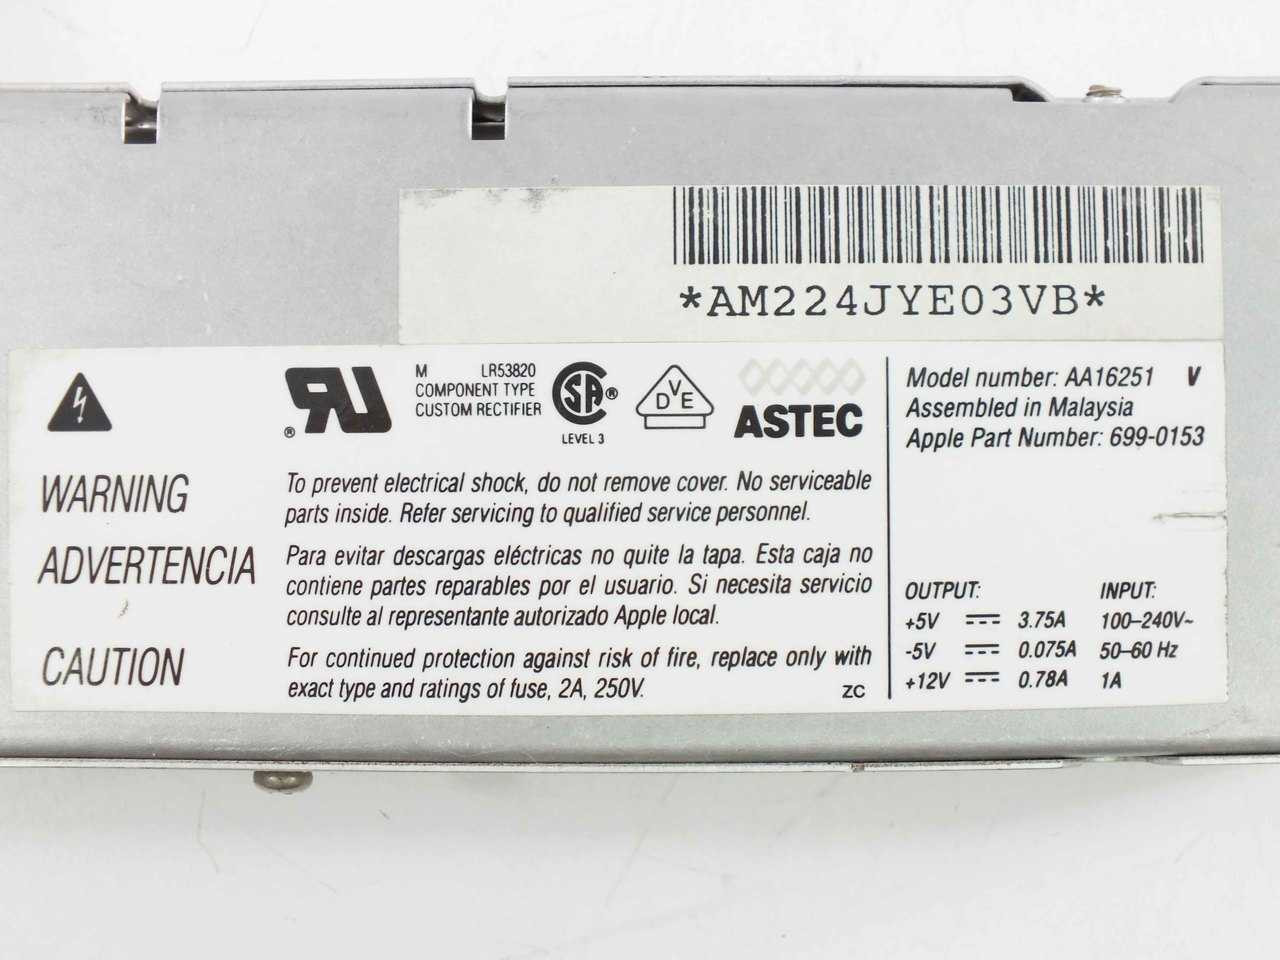 *AM224JYE03VB*
M LR53820
COMPONENT TYPE
CUSTOM RECTIFIER
SA ®
LEVEL 3
VDE
ASTEC
Model number: AA16251 V
Assembled in Malaysia
Apple Part Number: 699-0153
WARNING
To prevent electrical shock, do not remove cover. No serviceable
parts inside. Refer servicing to qualified service personnel.
ADVERTENCIA
Para evitar descargas eléctricas no quite la tapa. Esta caja no
contiene partes reparables por el usuario. Si necesita servicio
consulte al representante autorizado Apple local.
CAUTION
For continued protection against risk of fire, replace only with
exact type and ratings of fuse, 2A, 250V.
ZC
OUTPUT: INPUT:
+5V 3.75A 100–240V~
-5V 0.075A 50–60 Hz
+12V 0.78A 1A